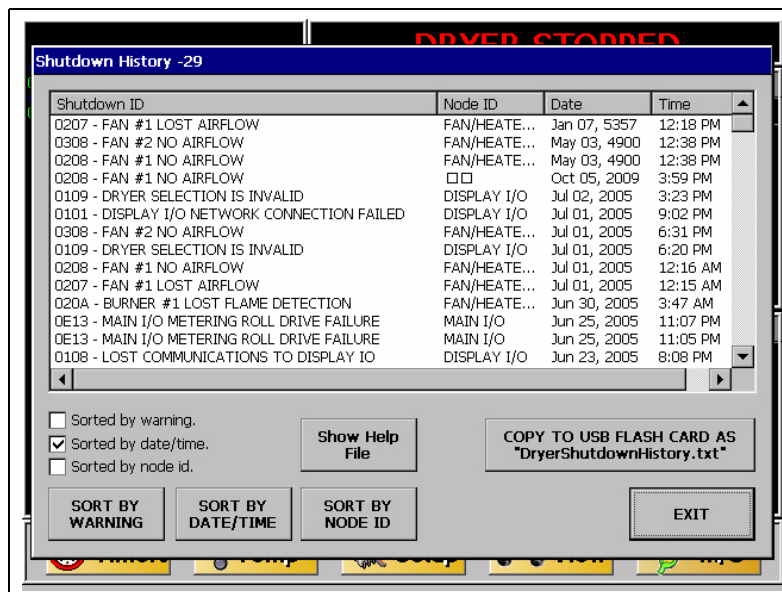 DRYER STOPPED
Shutdown History -29
Shutdown ID Node ID Date Time
0207 - FAN #1 LOST AIRFLOW FAN/HEATE... Jan 07, 5357 12:18 PM
0308 - FAN #2 NO AIRFLOW FAN/HEATE... May 03, 4900 12:38 PM
0208 - FAN #1 NO AIRFLOW FAN/HEATE... May 03, 4900 12:38 PM
0208 - FAN #1 NO AIRFLOW □□ Oct 05, 2009 3:59 PM
0109 - DRYER SELECTION IS INVALID DISPLAY I/O Jul 02, 2005 3:23 PM
0101 - DISPLAY I/O NETWORK CONNECTION FAILED DISPLAY I/O Jul 01, 2005 9:02 PM
0308 - FAN #2 NO AIRFLOW FAN/HEATE... Jul 01, 2005 6:31 PM
0109 - DRYER SELECTION IS INVALID DISPLAY I/O Jul 01, 2005 6:20 PM
0208 - FAN #1 NO AIRFLOW FAN/HEATE... Jul 01, 2005 12:16 AM
0207 - FAN #1 LOST AIRFLOW FAN/HEATE... Jul 01, 2005 12:15 AM
020A - BURNER #1 LOST FLAME DETECTION FAN/HEATE... Jun 30, 2005 3:47 AM
0E13 - MAIN I/O METERING ROLL DRIVE FAILURE MAIN I/O Jun 25, 2005 11:07 PM
0E13 - MAIN I/O METERING ROLL DRIVE FAILURE MAIN I/O Jun 25, 2005 11:05 PM
0108 - LOST COMMUNICATIONS TO DISPLAY IO DISPLAY I/O Jun 23, 2005 8:08 PM
Sorted by warning.
Sorted by date/time.
Sorted by node id.
Show Help
File
COPY TO USB FLASH CARD AS
"DryerShutdownHistory.txt"
SORT BY
WARNING
SORT BY
DATE/TIME
SORT BY
NODE ID
EXIT